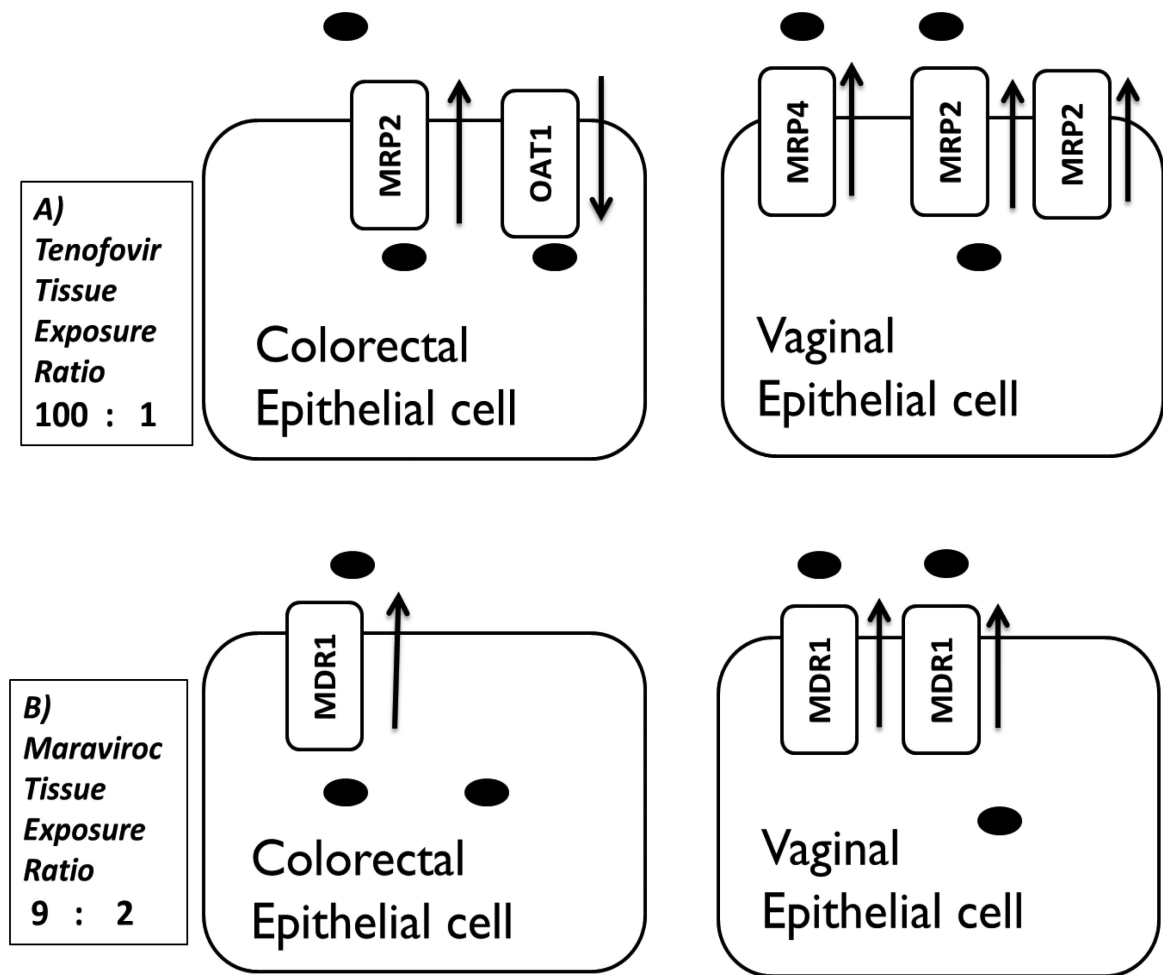 A)
Tenofovir
Tissue
Exposure
Ratio
100 : 1
MRP2
OAT1
Colorectal
Epithelial cell
MRP4
MRP2
MRP2
Vaginal
Epithelial cell
B)
Maraviroc
Tissue
Exposure
Ratio
9 : 2
MDR1
Colorectal
Epithelial cell
MDR1
MDR1
Vaginal
Epithelial cell